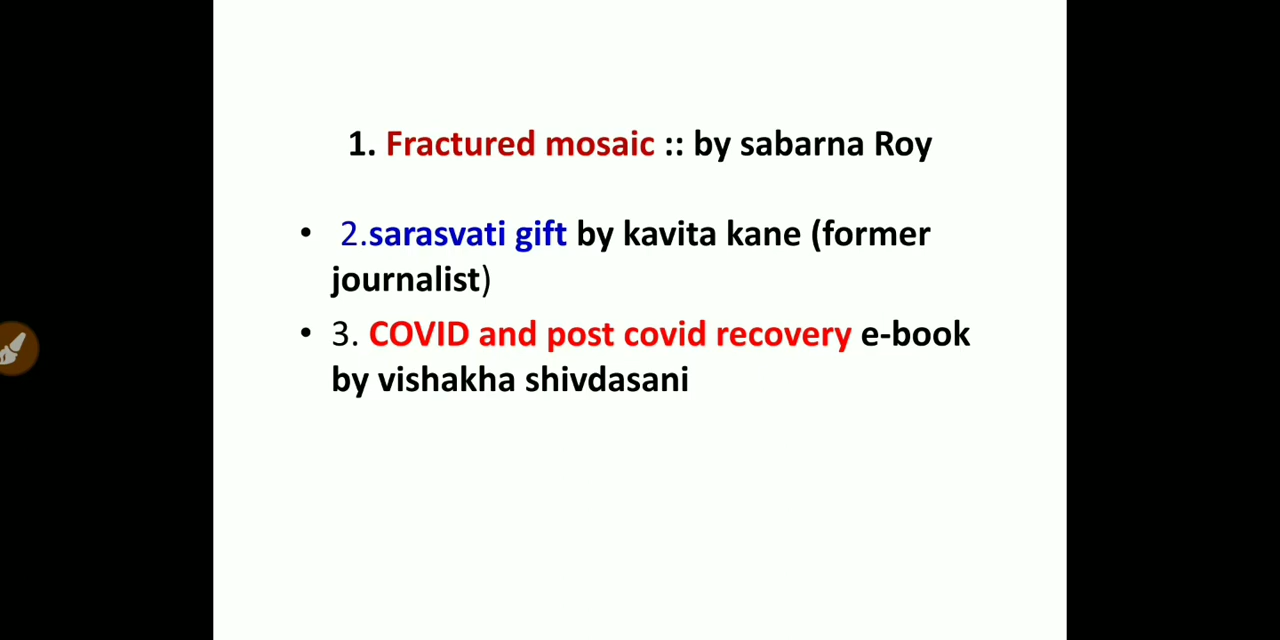 1. Fractured mosaic :: by sabarna Roy
• 2.sarasvati gift by kavita kane (former
journalist)
• 3. COVID and post covid recovery e-book
by vishakha shivdasani